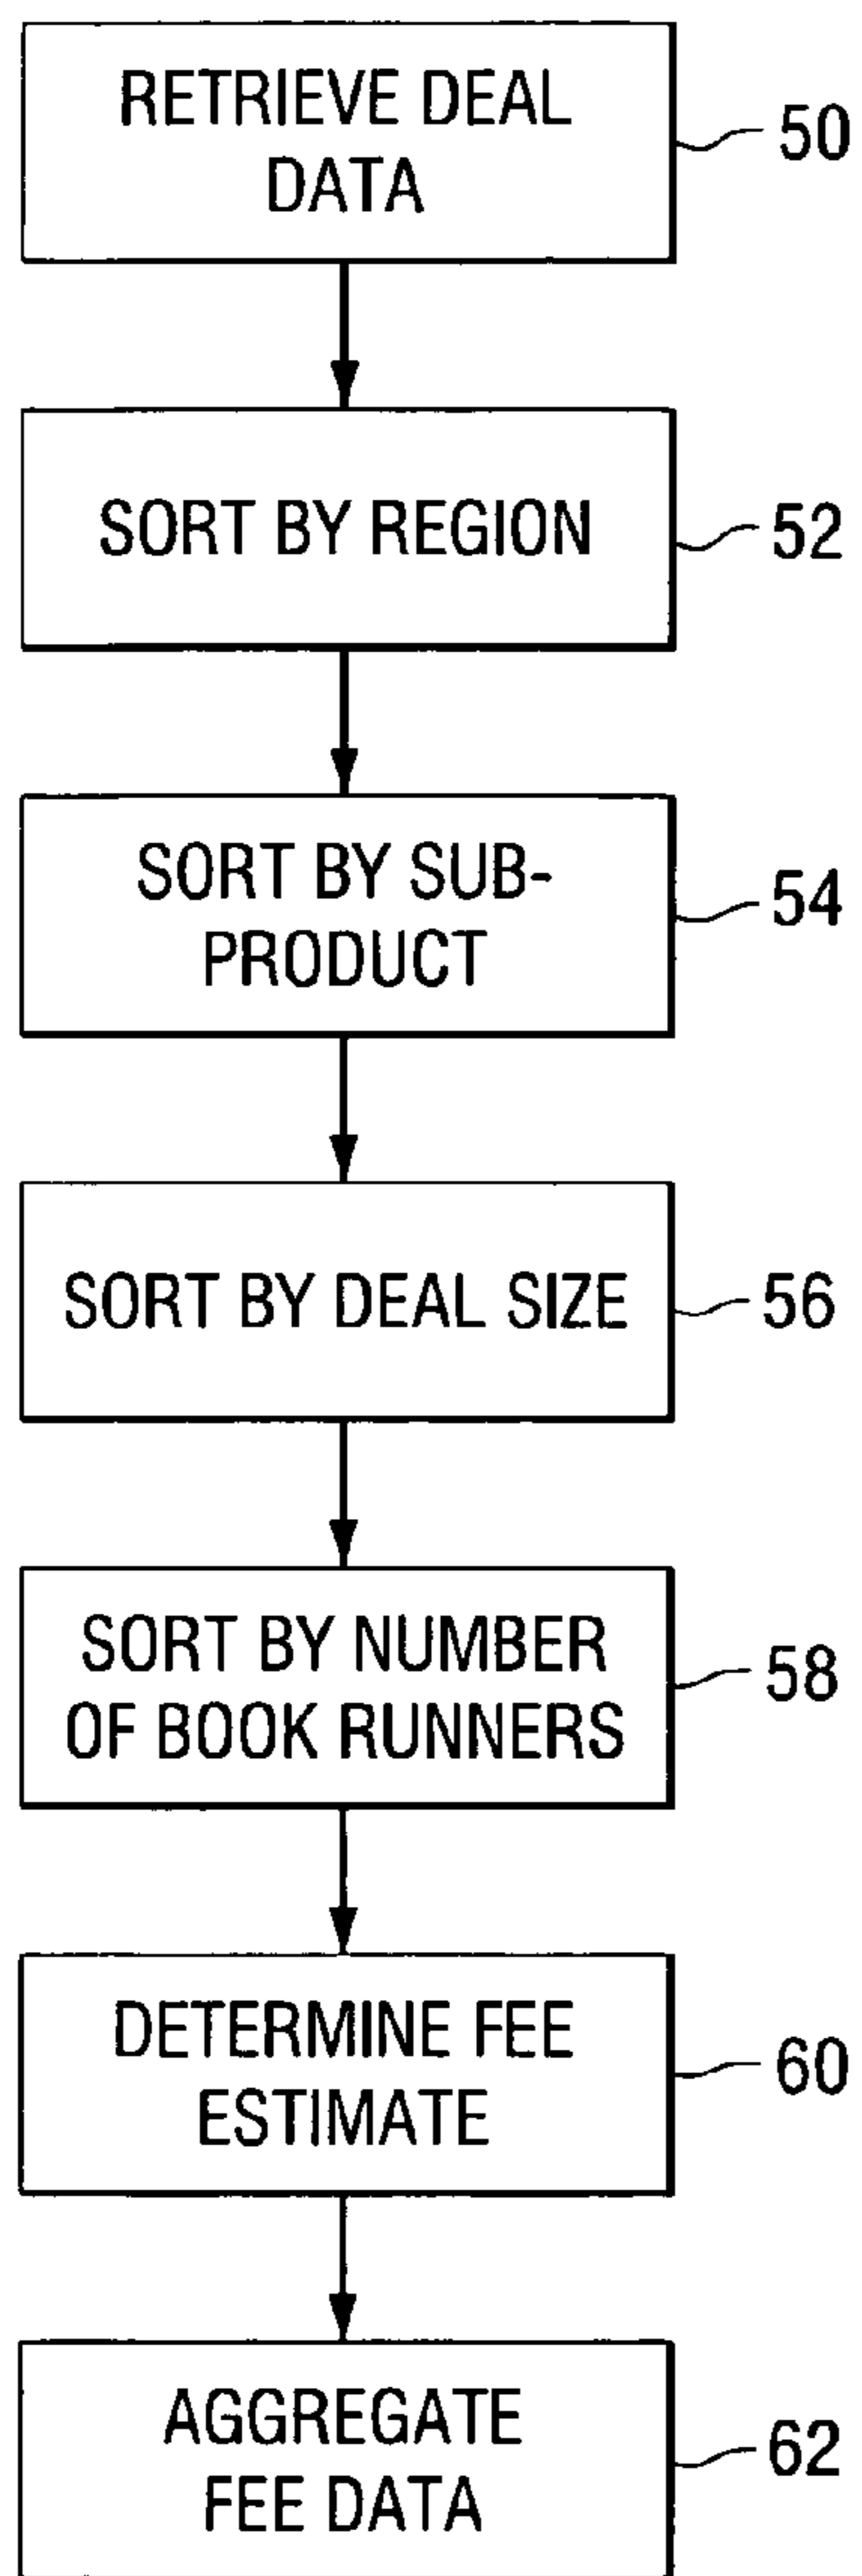 RETRIEVE DEAL
DATA
50
SORT BY REGION
52
SORT BY SUB-
PRODUCT
54
SORT BY DEAL SIZE
56
SORT BY NUMBER
OF BOOK RUNNERS
58
DETERMINE FEE
ESTIMATE
60
AGGREGATE
FEE DATA
62